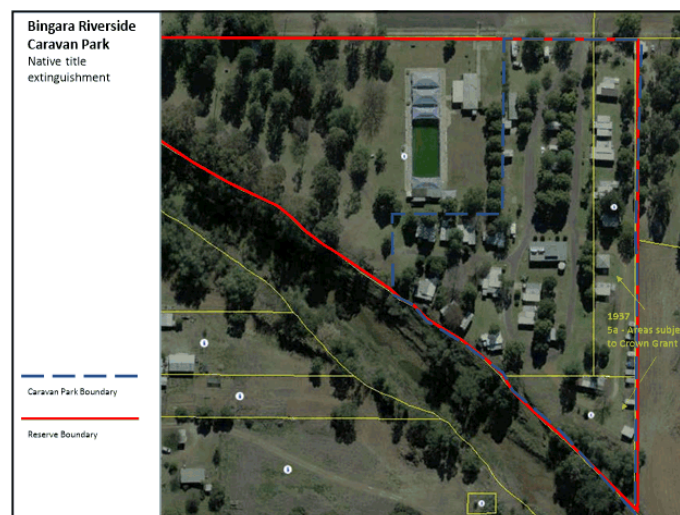 Bingara Riverside
Caravan Park
Native title
extinguishment
1937
5a - Areas subje
to Crown Grant
Caravan Park Boundary
Reserve Boundary